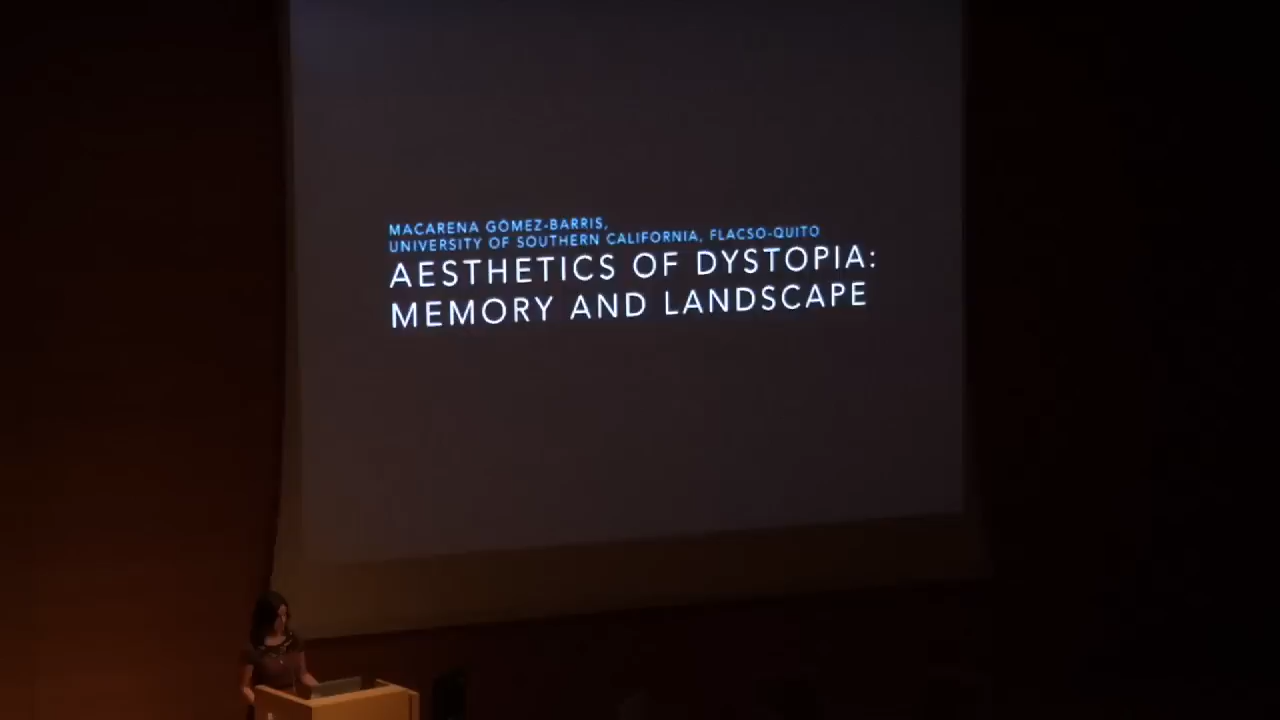 MACARENA GÓMEZ-BARRIS,
UNIVERSITY OF SOUTHERN CALIFORNIA, FLACSO-QUITO
AESTHETICS OF DYSTOPIA:
MEMORY AND LANDSCAPE